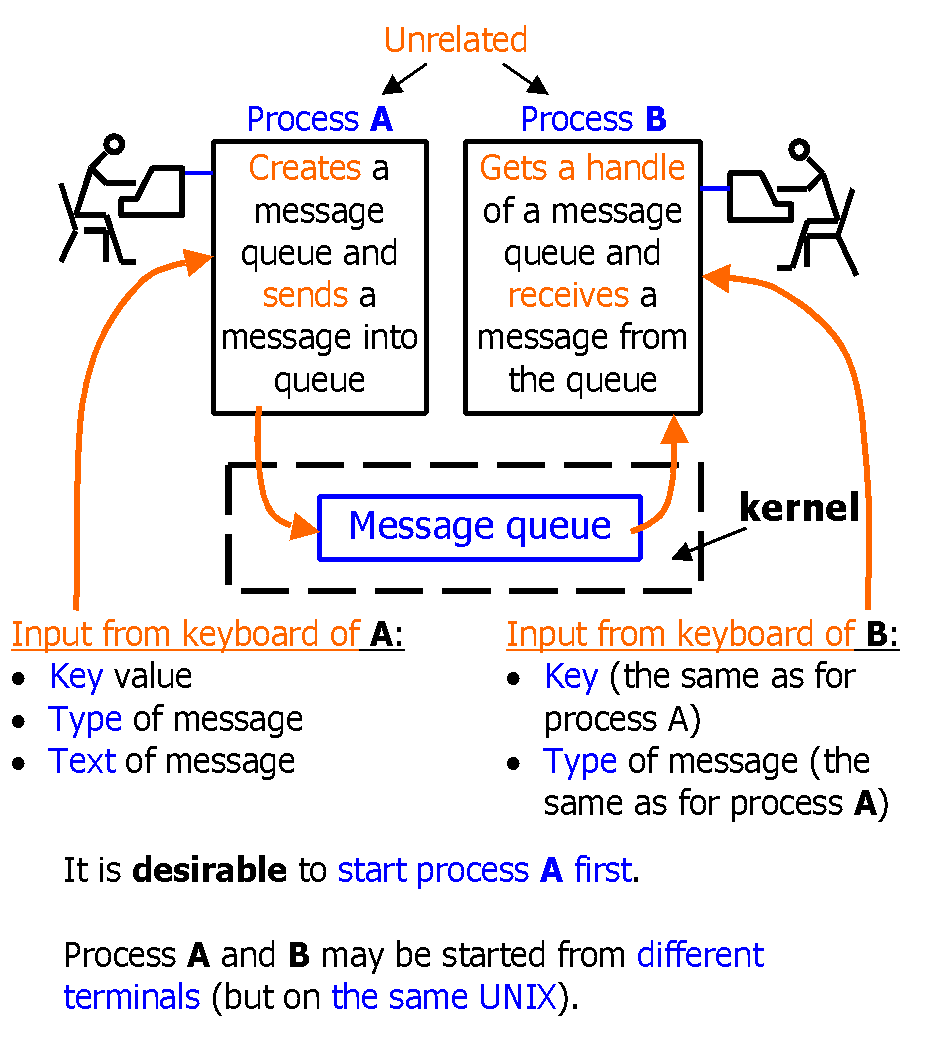 Unrelated
Process A
Process B
Creates a
message
queue and
sends a
message into
queue
Gets a handle
of a message
queue and
receives a
message from
the queue
kernel
Message queue
Input from keyboard of A:
• Key value
• Type of message
• Text of message
Input from keyboard of B:
• Key (the same as for
process A)
• Type of message (the
same as for process A)
It is desirable to start process A first.
Process A and B may be started from different
terminals (but on the same UNIX).